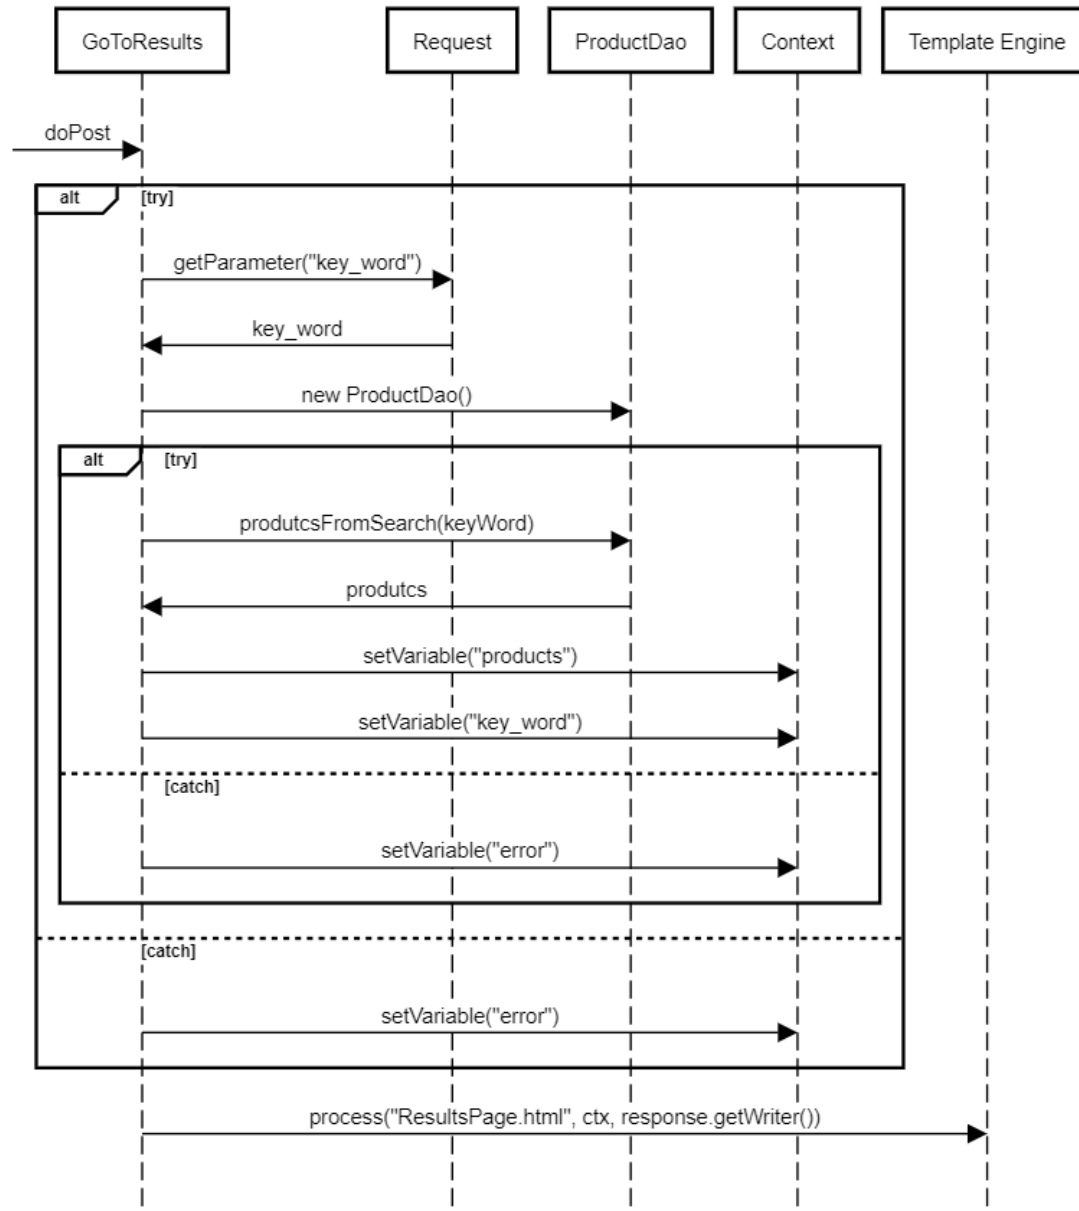 GoToResults
Request
ProductDao
Context
Template Engine
doPost
alt
[try]
getParameter("key_word")
key_word
new ProductDao()
alt
[try]
produtcsFromSearch(keyWord)
produtcs
setVariable("products")
setVariable("key_word")
[catch]
setVariable("error")
[catch]
setVariable("error")
process("ResultsPage.html", ctx, response.getWriter())